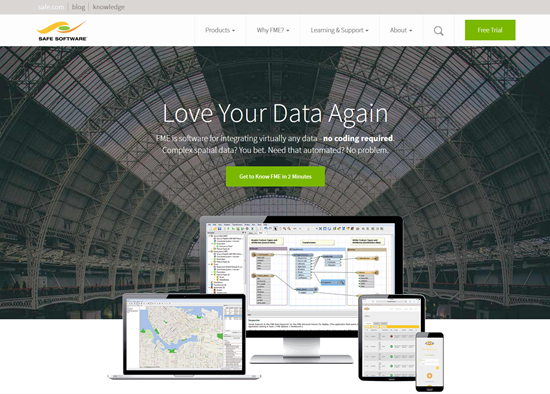 safe.com blog knowledge
SAFE SOFTWARE
Products Why FME? Learning & Support About Free Trial
Love Your Data Again
FME is software for integrating virtually any data - no coding required.
Complex spatial data? You bet. Need that automated? No problem.
Get to Know FME in 2 Minutes